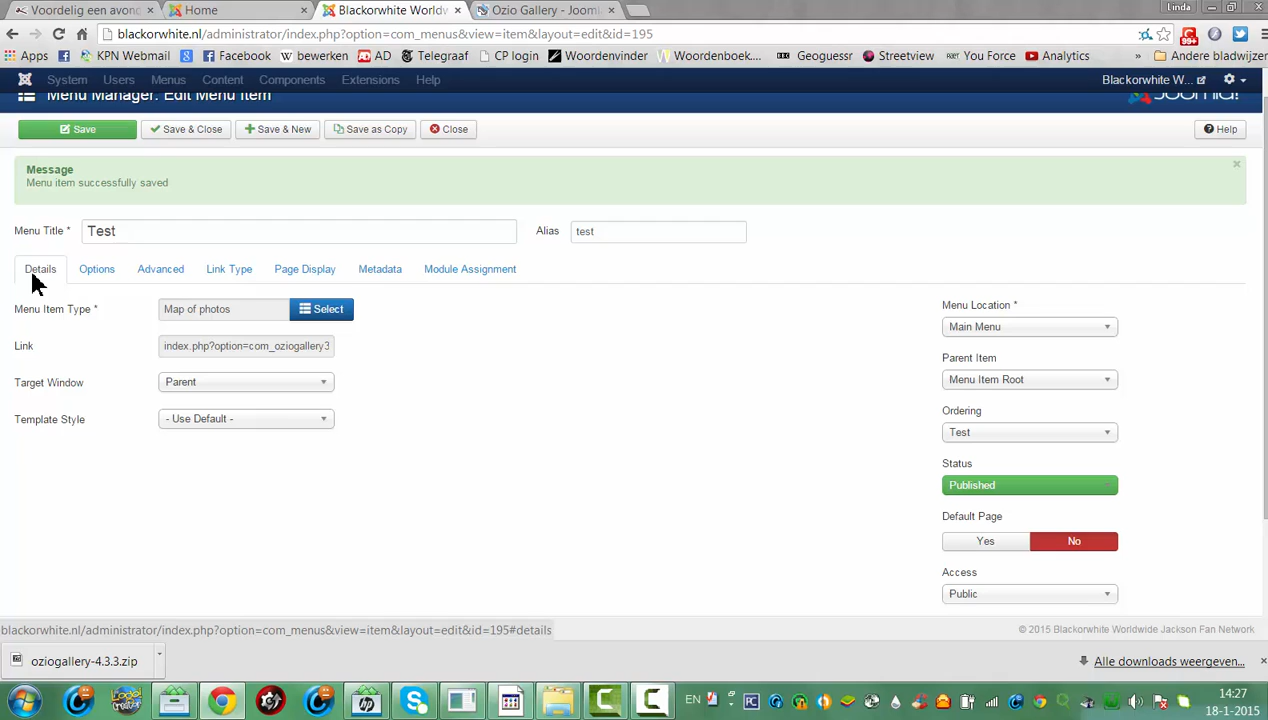 Voordelig een avond
Home
Blackorwhite Worldw
Ozio Gallery - Jooml
Linda
blackorwhite.nl/administrator/index.php?option=com_menus&view=item&layout=edit&id=195
99+
Apps
KPN Webmail
Facebook
bewerken
AD
Telegraaf
CP login
Woordenvinder
Woordenboek...
Geoguessr
Streetview
You Force
Analytics
»
Andere bladwijzers
System
Users
Menus
Content
Components
Extensions
Help
Blackorwhite W...
Menu Manager: Edit Menu Item
Joomla!
Save
Save & Close
Save & New
Save as Copy
Close
Help
Message
Menu item successfully saved
Menu Title *
Test
Alias
test
Details
Options
Advanced
Link Type
Page Display
Metadata
Module Assignment
Menu Item Type *
Map of photos
Select
Link
index.php?option=com_oziogallery3
Target Window
Parent
Template Style
- Use Default -
Menu Location *
Main Menu
Parent Item
Menu Item Root
Ordering
Test
Status
Published
Default Page
Yes
No
Access
Public
blackorwhite.nl/administrator/index.php?option=com_menus&view=item&layout=edit&id=195#details
© 2015 Blackorwhite Worldwide Jackson Fan Network
oziogallery-4.3.3.zip
Alle downloads weergeven...
EN
14:27
18-1-2015